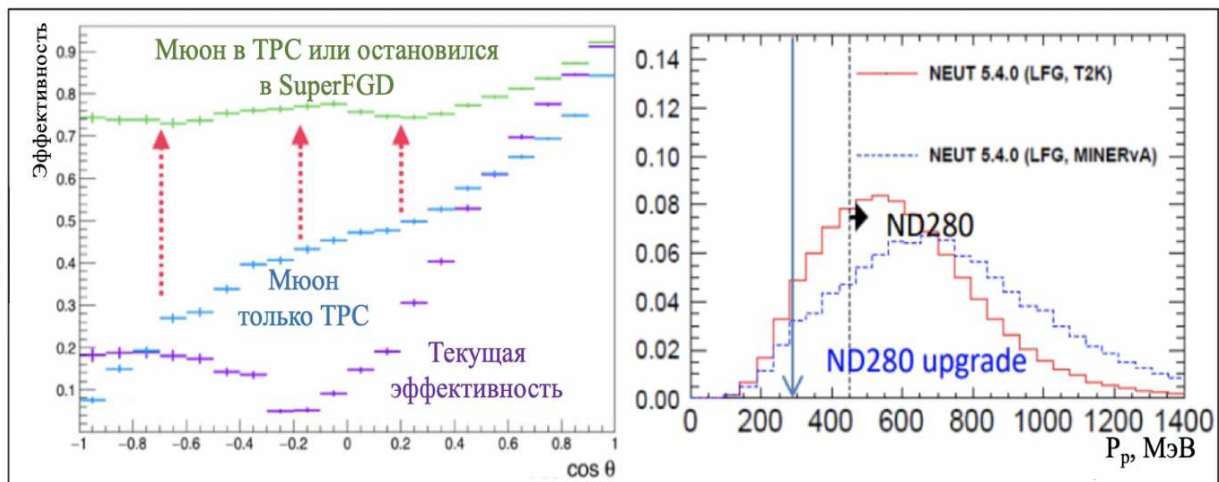 Эффективность
0.9
0.8
0.7
0.6
0.5
0.4
0.3
0.2
0.1
Мюон в TPC или остановился
в SuperFGD
Мюон
только TPC
Текущая
эффективность
-1 -0.8 -0.6 -0.4 -0.2 0 0.2 0.4 0.6 0.8 1
cos θ
0.14
0.12
0.10
0.08
0.06
0.04
0.02
0.00
NEUT 5.4.0 (LFG, T2K)
NEUT 5.4.0 (LFG, MINERvA)
ND280
ND280 upgrade
0 200 400 600 800 1000 1200 1400
Pp, МэВ